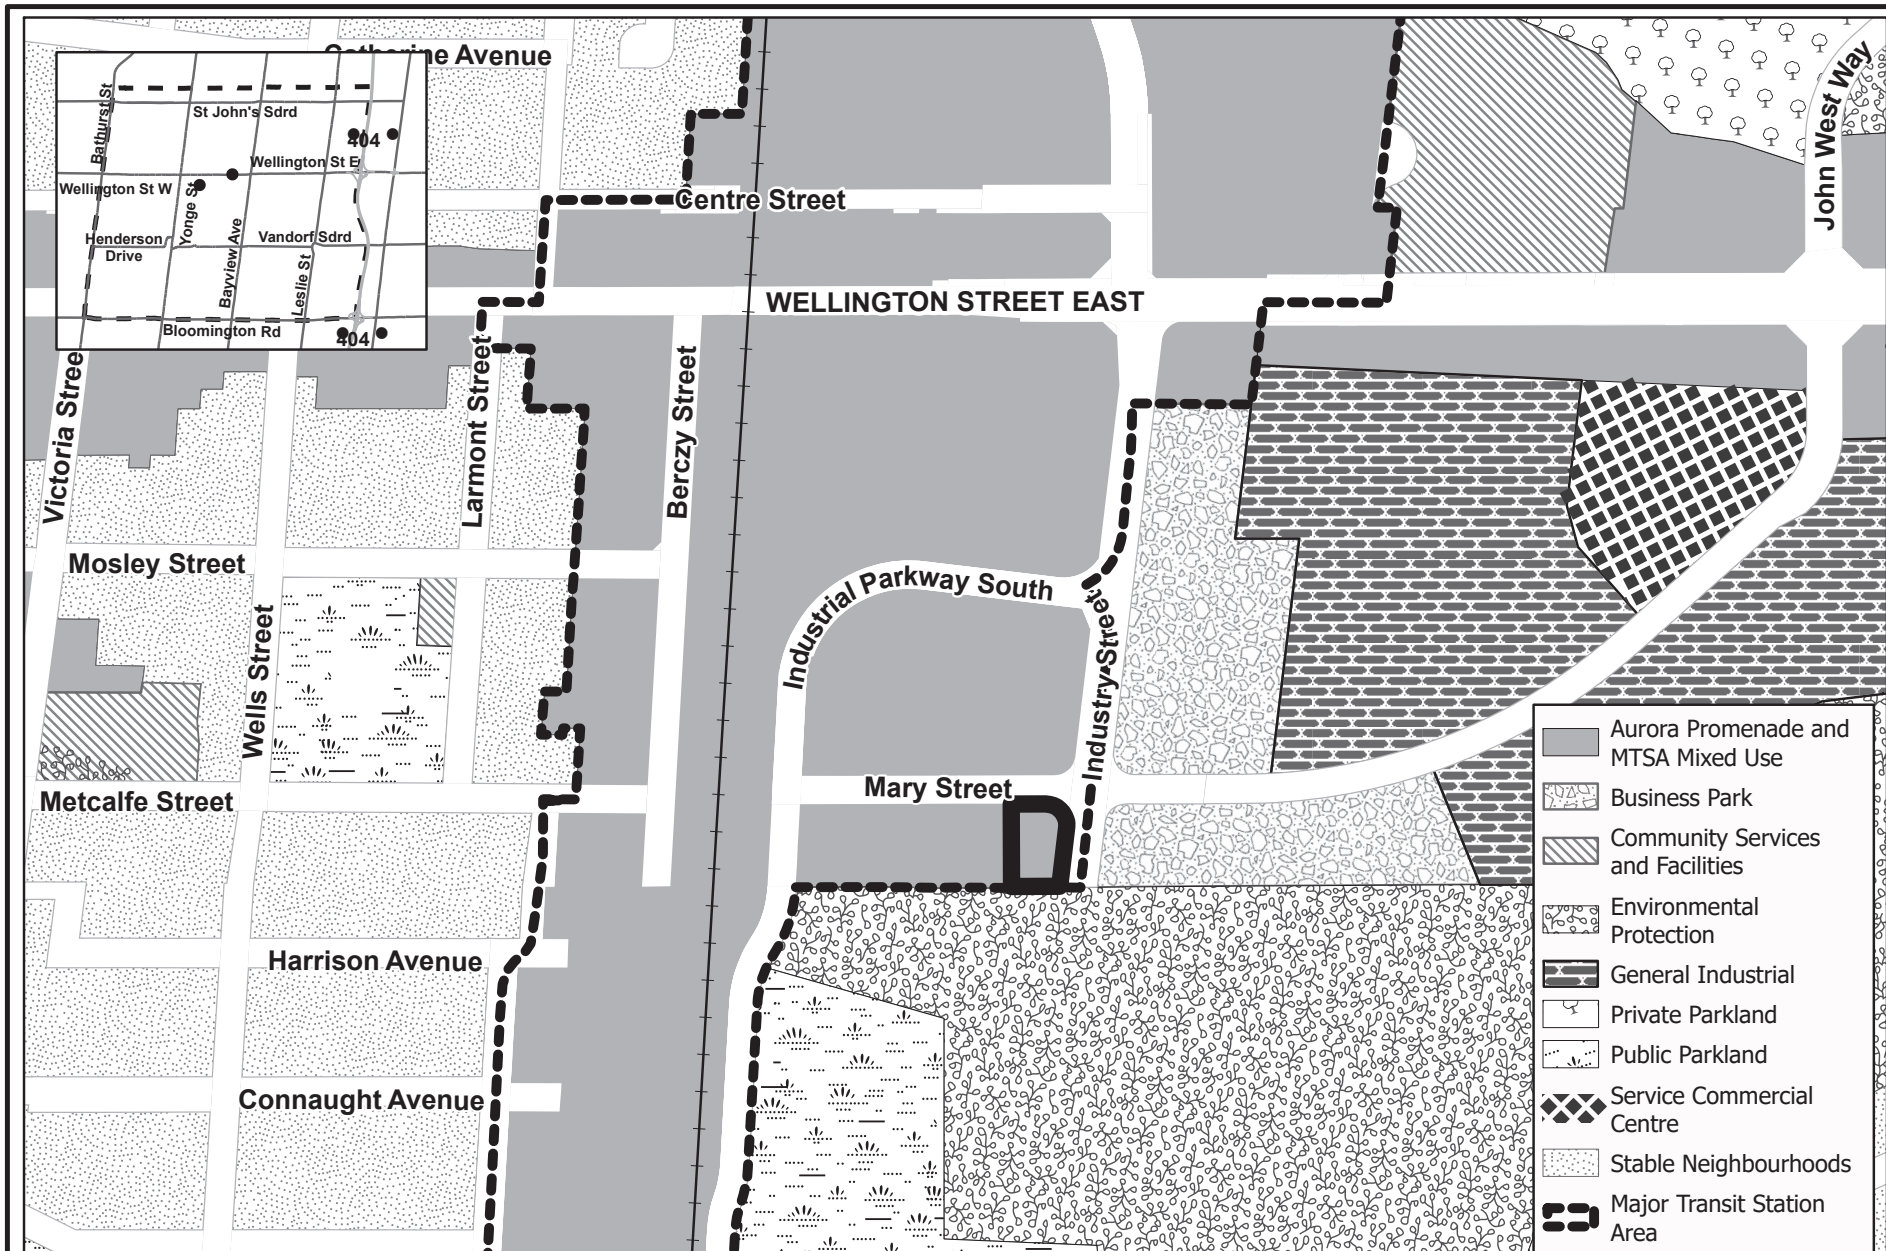 Catherine Avenue
Bathurst St
St John's Sdrd
404
Wellington St E
Wellington St W
Yonge St
Henderson
Drive
Bayview Ave
Vandorf Sdrd
Leslie St
Bloomington Rd
404
John West Way
Centre Street
WELLINGTON STREET EAST
Victoria Stree
Larmont Street
Berczy Street
Mosley Street
Wells Street
Industrial Parkway South
Industry Street
Mary Street
Metcalfe Street
Harrison Avenue
Connaught Avenue
Aurora Promenade and
MTSA Mixed Use
Business Park
Community Services
and Facilities
Environmental
Protection
General Industrial
Private Parkland
Public Parkland
Service Commercial
Centre
Stable Neighbourhoods
Major Transit Station
Area